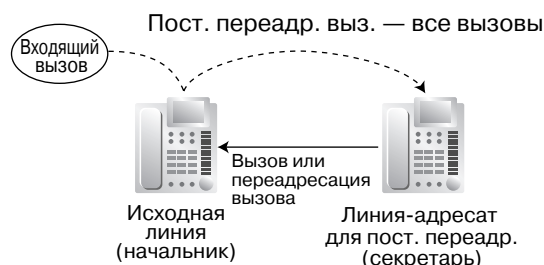 Пост. переадр. выз. — все вызовы
Входящий
вызов
Вызов или
переадресация
вызова
Исходная
линия
(начальник)
Линия-адресат
для пост. переадр.
(секретарь)